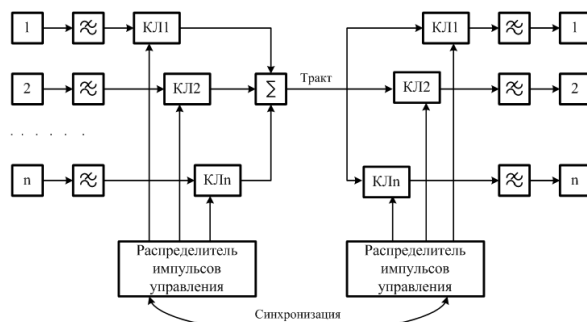 1 КЛ1 КЛ1 1
2 КЛ2 Σ Тракт КЛ2 2
. . . . . .
n КЛn КЛn n
Распределитель импульсов управления
Распределитель импульсов управления
Синхронизация